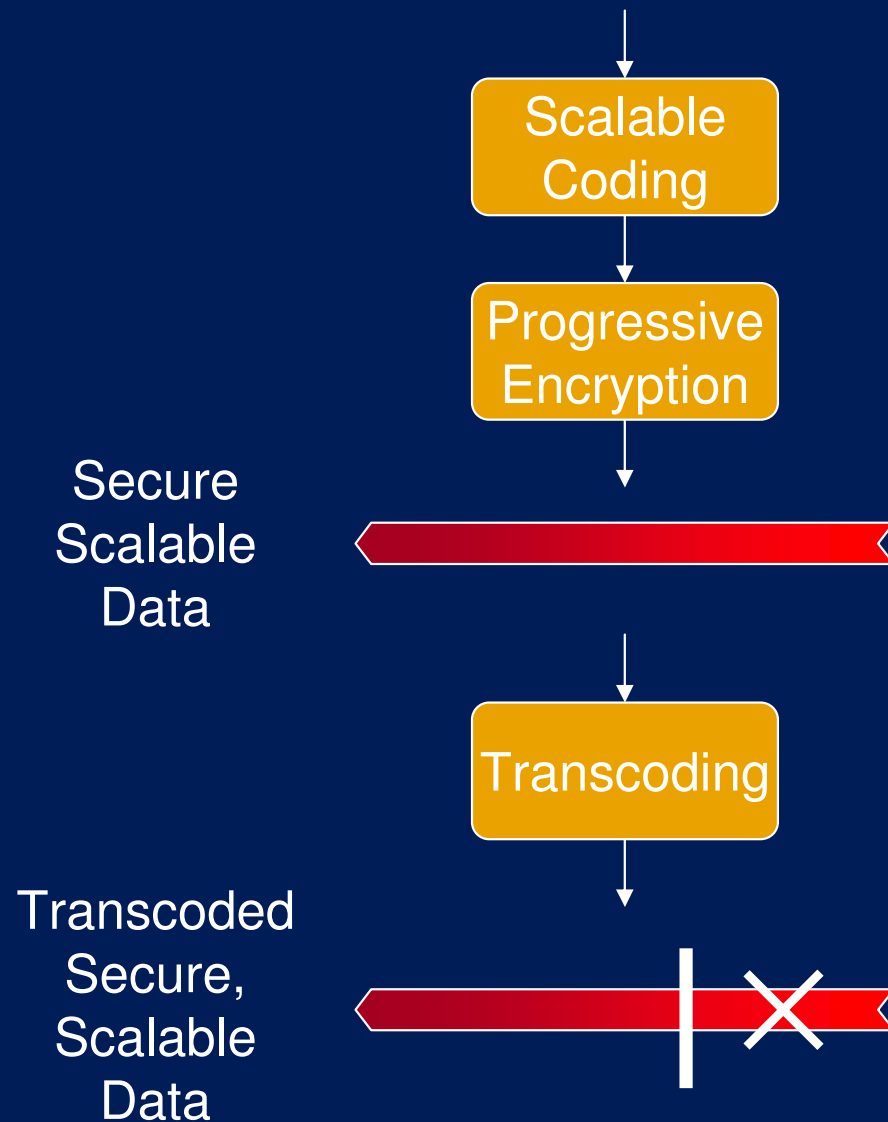 Scalable
Coding
Progressive
Encryption
Secure
Scalable
Data
Transcoding
Transcoded
Secure,
Scalable
Data